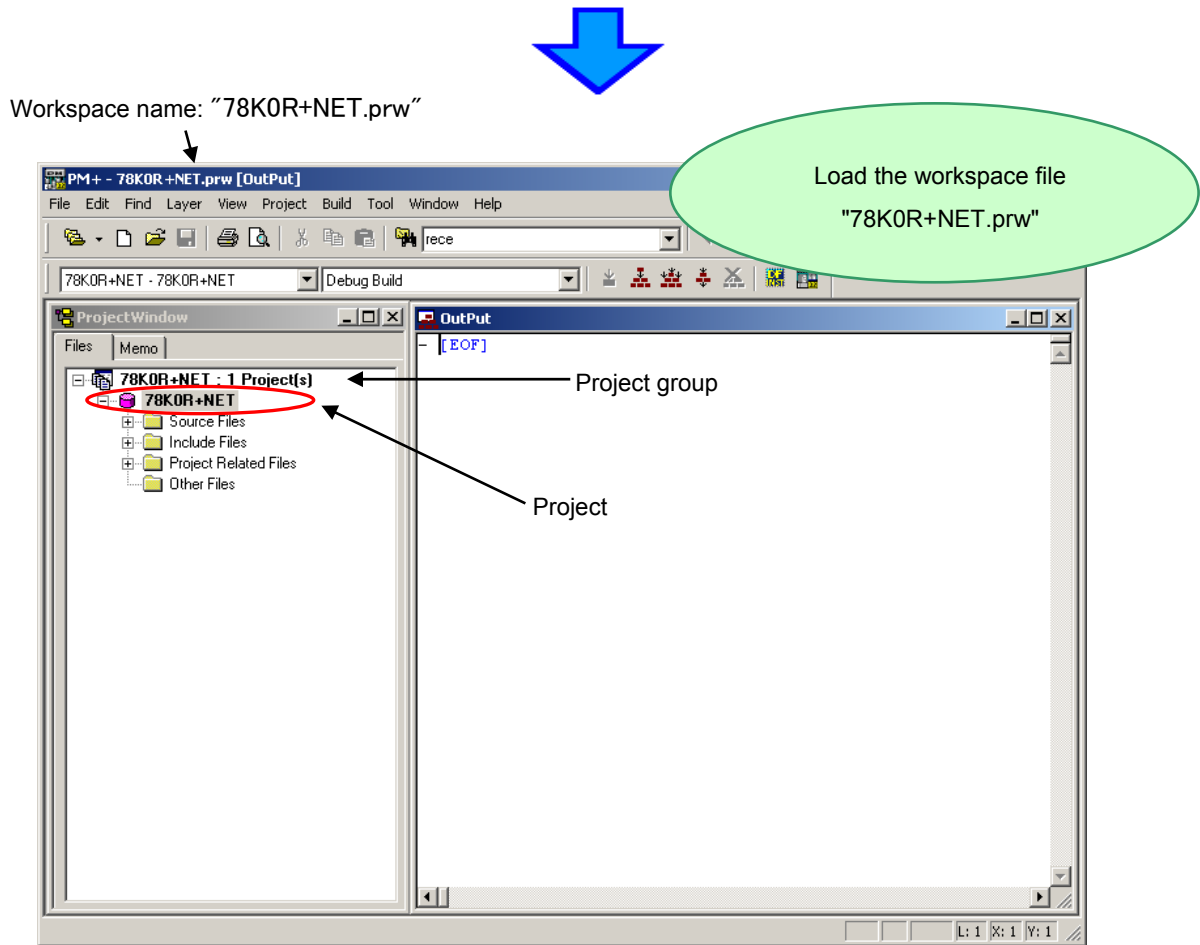 Workspace name: "78K0R+NET.prw"
Load the workspace file
"78K0R+NET.prw"
PM+ - 78K0R+NET.prw [OutPut]
File Edit Find Layer View Project Build Tool Window Help
rece
78K0R+NET - 78K0R+NET
Debug Build
ProjectWindow
OutPut
Files Memo
[EOF]
78K0R+NET : 1 Project(s)
Project group
78K0R+NET
Source Files
Include Files
Project Related Files
Other Files
Project
L: 1 X: 1 Y: 1